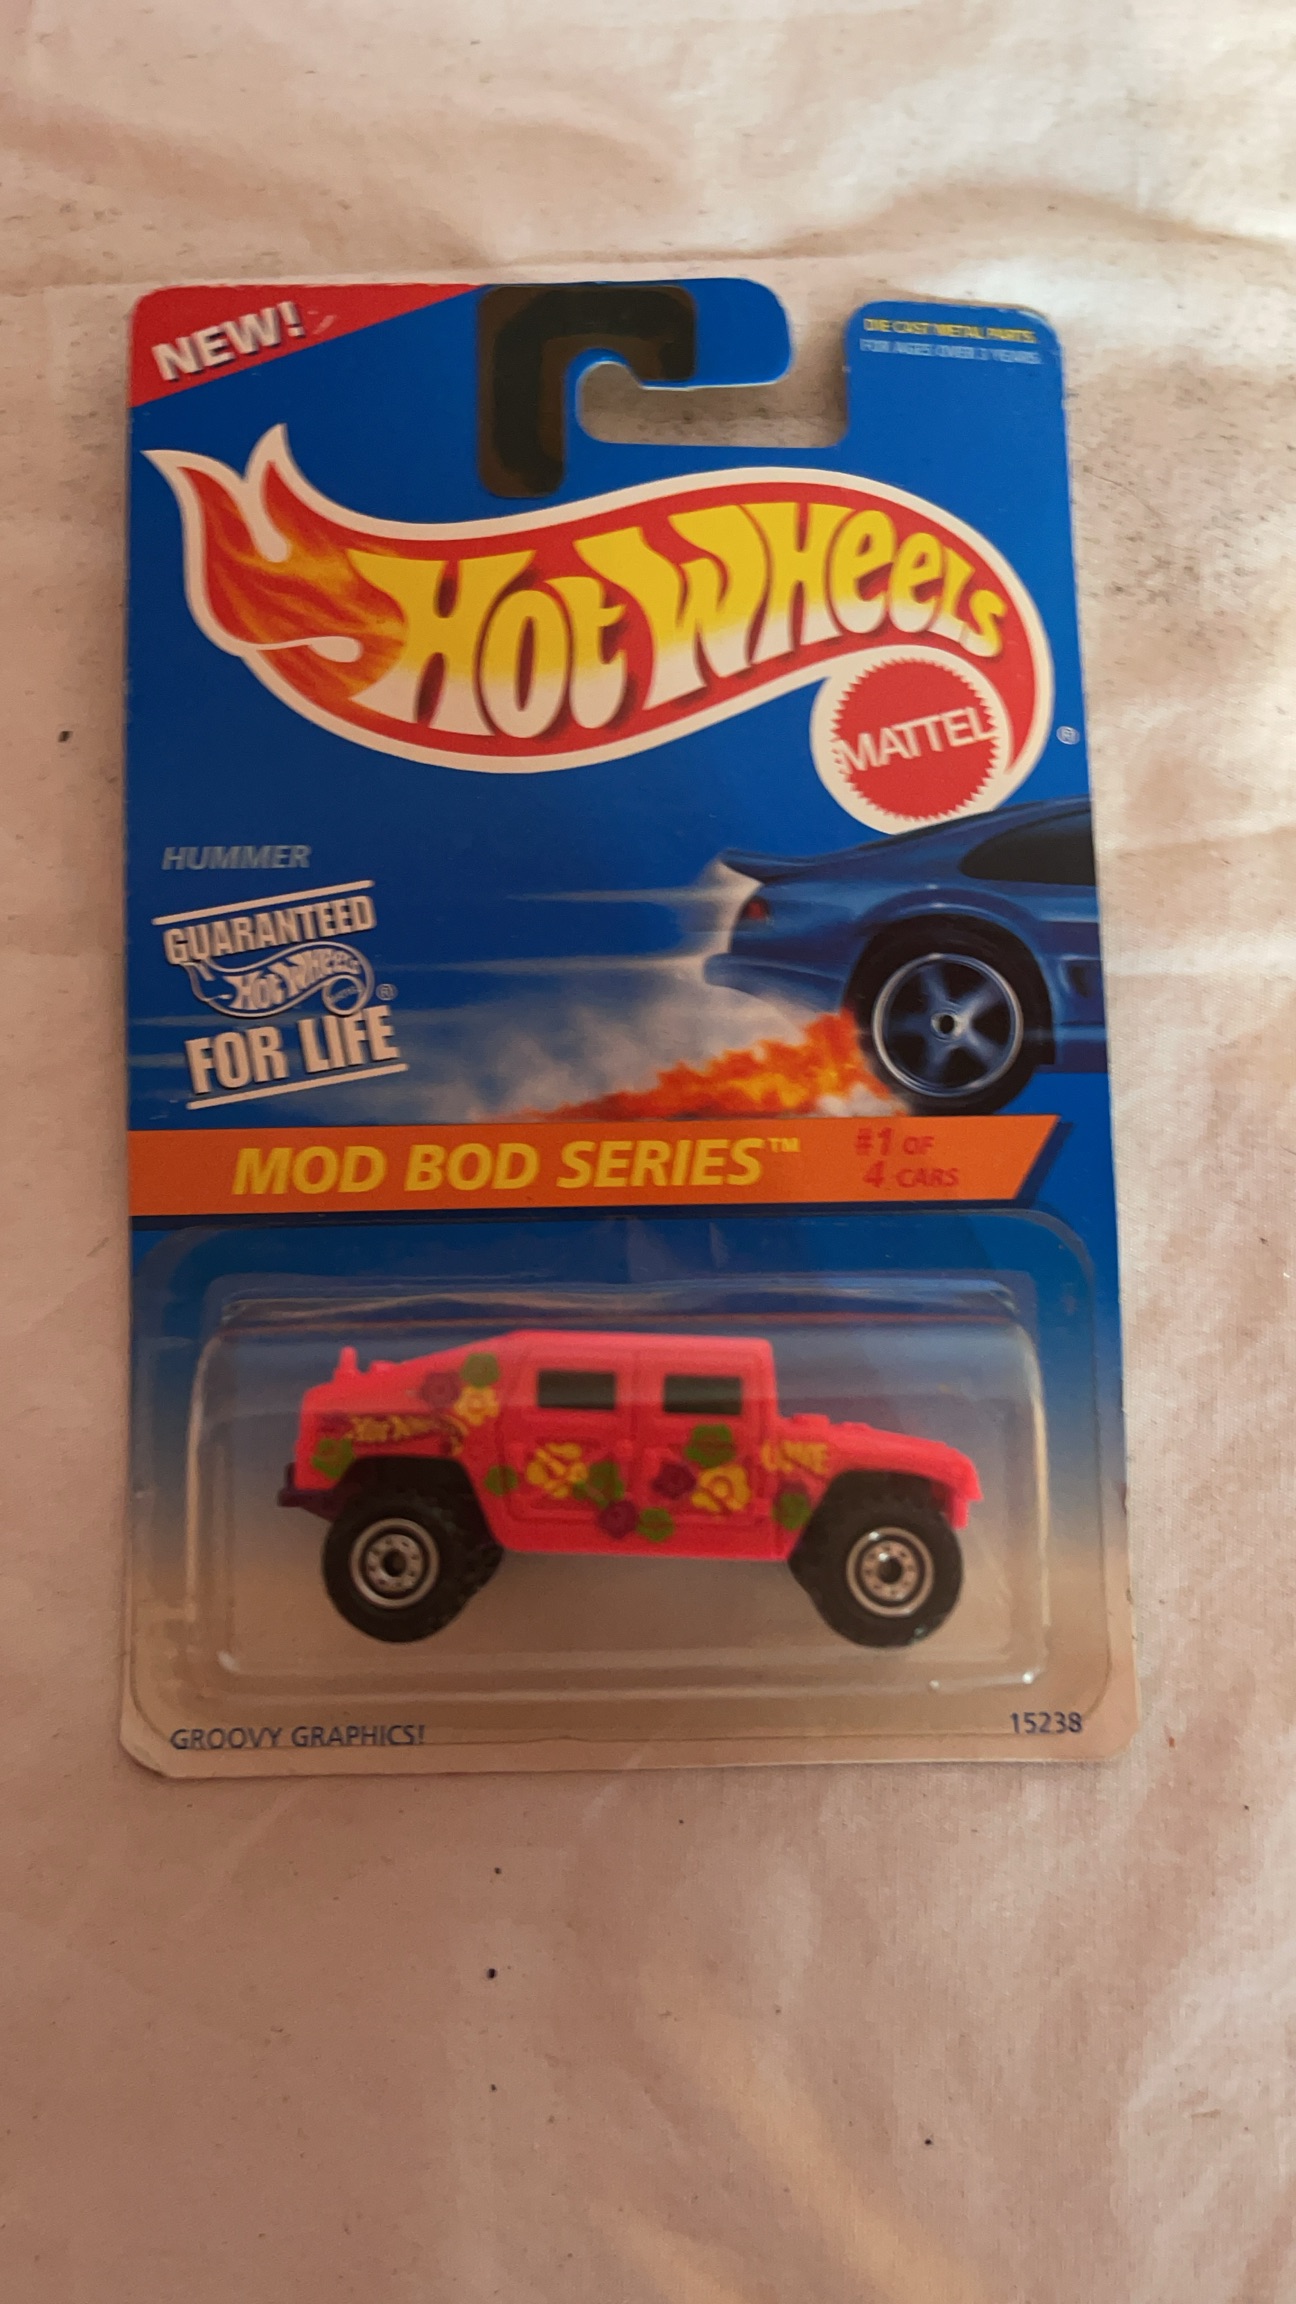 NEW!
DIE CAST METAL PARTS.
FOR AGES OVER 3 YEARS
Hot Wheels
MATTEL
®
HUMMER
GUARANTEED
Hot Wheels
®
FOR LIFE
MOD BOD SERIES™
#1 OF
4 CARS
Hot Wheels
LOVE
GROOVY GRAPHICS!
15238